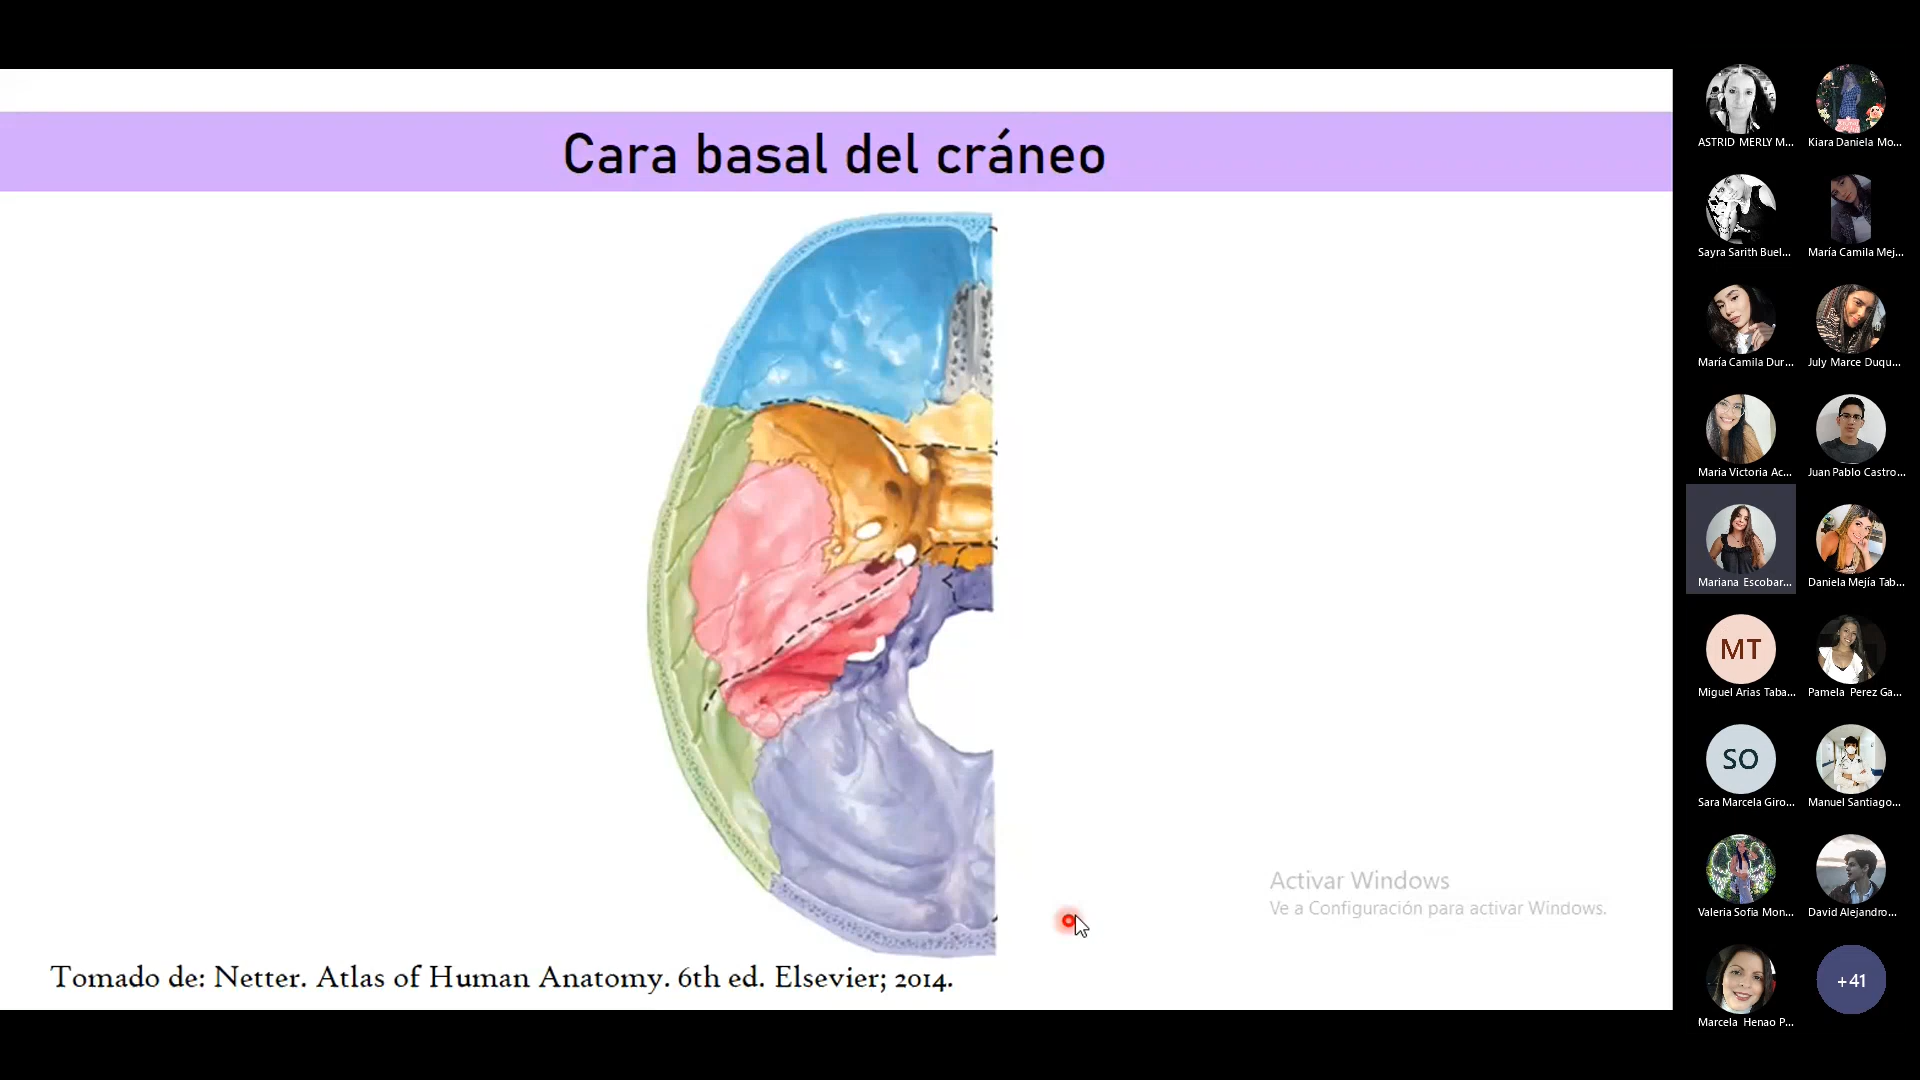 Cara basal del cráneo
Activar Windows
Ve a Configuración para activar Windows.
Tomado de: Netter. Atlas of Human Anatomy. 6th ed. Elsevier; 2014.
ASTRID MERLY M...
Kiara Daniela Mo...
Sayra Sarith Buel...
María Camila Mej...
María Camila Dur...
July Marce Duqu...
Maria Victoria Ac...
Juan Pablo Castro...
Mariana Escobar...
Daniela Mejía Tab...
MT
Miguel Arias Taba...
Pamela Perez Ga...
SO
Sara Marcela Giro...
Manuel Santiago...
Valeria Sofia Mon...
David Alejandro...
Marcela Henao P...
+41